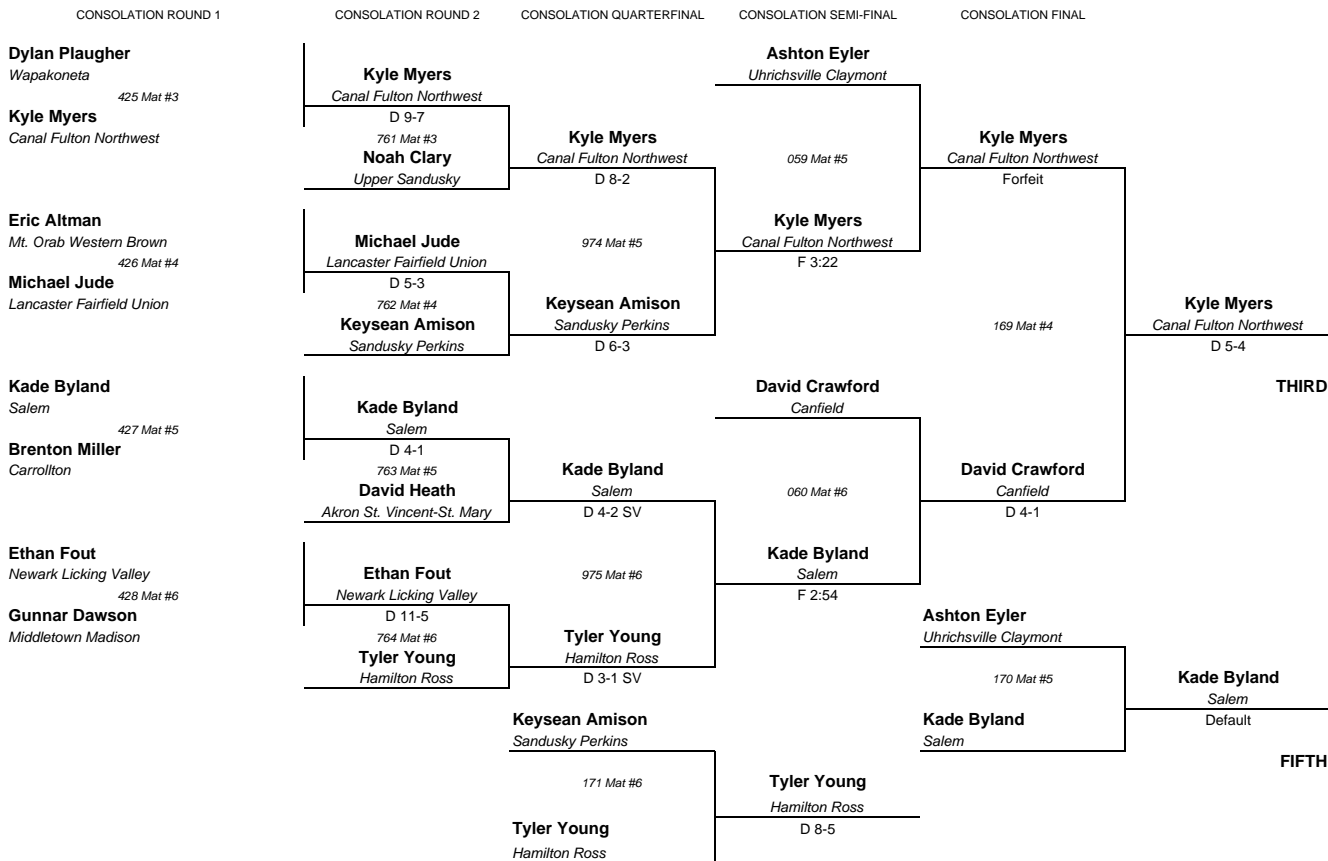 CONSOLATION ROUND 1
CONSOLATION ROUND 2
CONSOLATION QUARTERFINAL
CONSOLATION SEMI-FINAL
CONSOLATION FINAL
Dylan Plaugher
Wapakoneta
425 Mat #3
Kyle Myers
Canal Fulton Northwest
Eric Altman
Mt. Orab Western Brown
426 Mat #4
Michael Jude
Lancaster Fairfield Union
Kade Byland
Salem
427 Mat #5
Brenton Miller
Carrollton
Ethan Fout
Newark Licking Valley
428 Mat #6
Gunnar Dawson
Middletown Madison
Kyle Myers
Canal Fulton Northwest
D 9-7
761 Mat #3
Noah Clary
Upper Sandusky
Michael Jude
Lancaster Fairfield Union
D 5-3
762 Mat #4
Keysean Amison
Sandusky Perkins
Kade Byland
Salem
D 4-1
763 Mat #5
David Heath
Akron St. Vincent-St. Mary
Ethan Fout
Newark Licking Valley
D 11-5
764 Mat #6
Tyler Young
Hamilton Ross
Kyle Myers
Canal Fulton Northwest
D 8-2
974 Mat #5
Keysean Amison
Sandusky Perkins
D 6-3
Kade Byland
Salem
D 4-2 SV
975 Mat #6
Tyler Young
Hamilton Ross
D 3-1 SV
Keysean Amison
Sandusky Perkins
171 Mat #6
Tyler Young
Hamilton Ross
Ashton Eyler
Uhrichsville Claymont
059 Mat #5
Kyle Myers
Canal Fulton Northwest
F 3:22
David Crawford
Canfield
060 Mat #6
Kade Byland
Salem
F 2:54
Tyler Young
Hamilton Ross
D 8-5
Kyle Myers
Canal Fulton Northwest
Forfeit
169 Mat #4
David Crawford
Canfield
D 4-1
Ashton Eyler
Uhrichsville Claymont
170 Mat #5
Kade Byland
Salem
Kyle Myers
Canal Fulton Northwest
D 5-4
THIRD
Kade Byland
Salem
Default
FIFTH